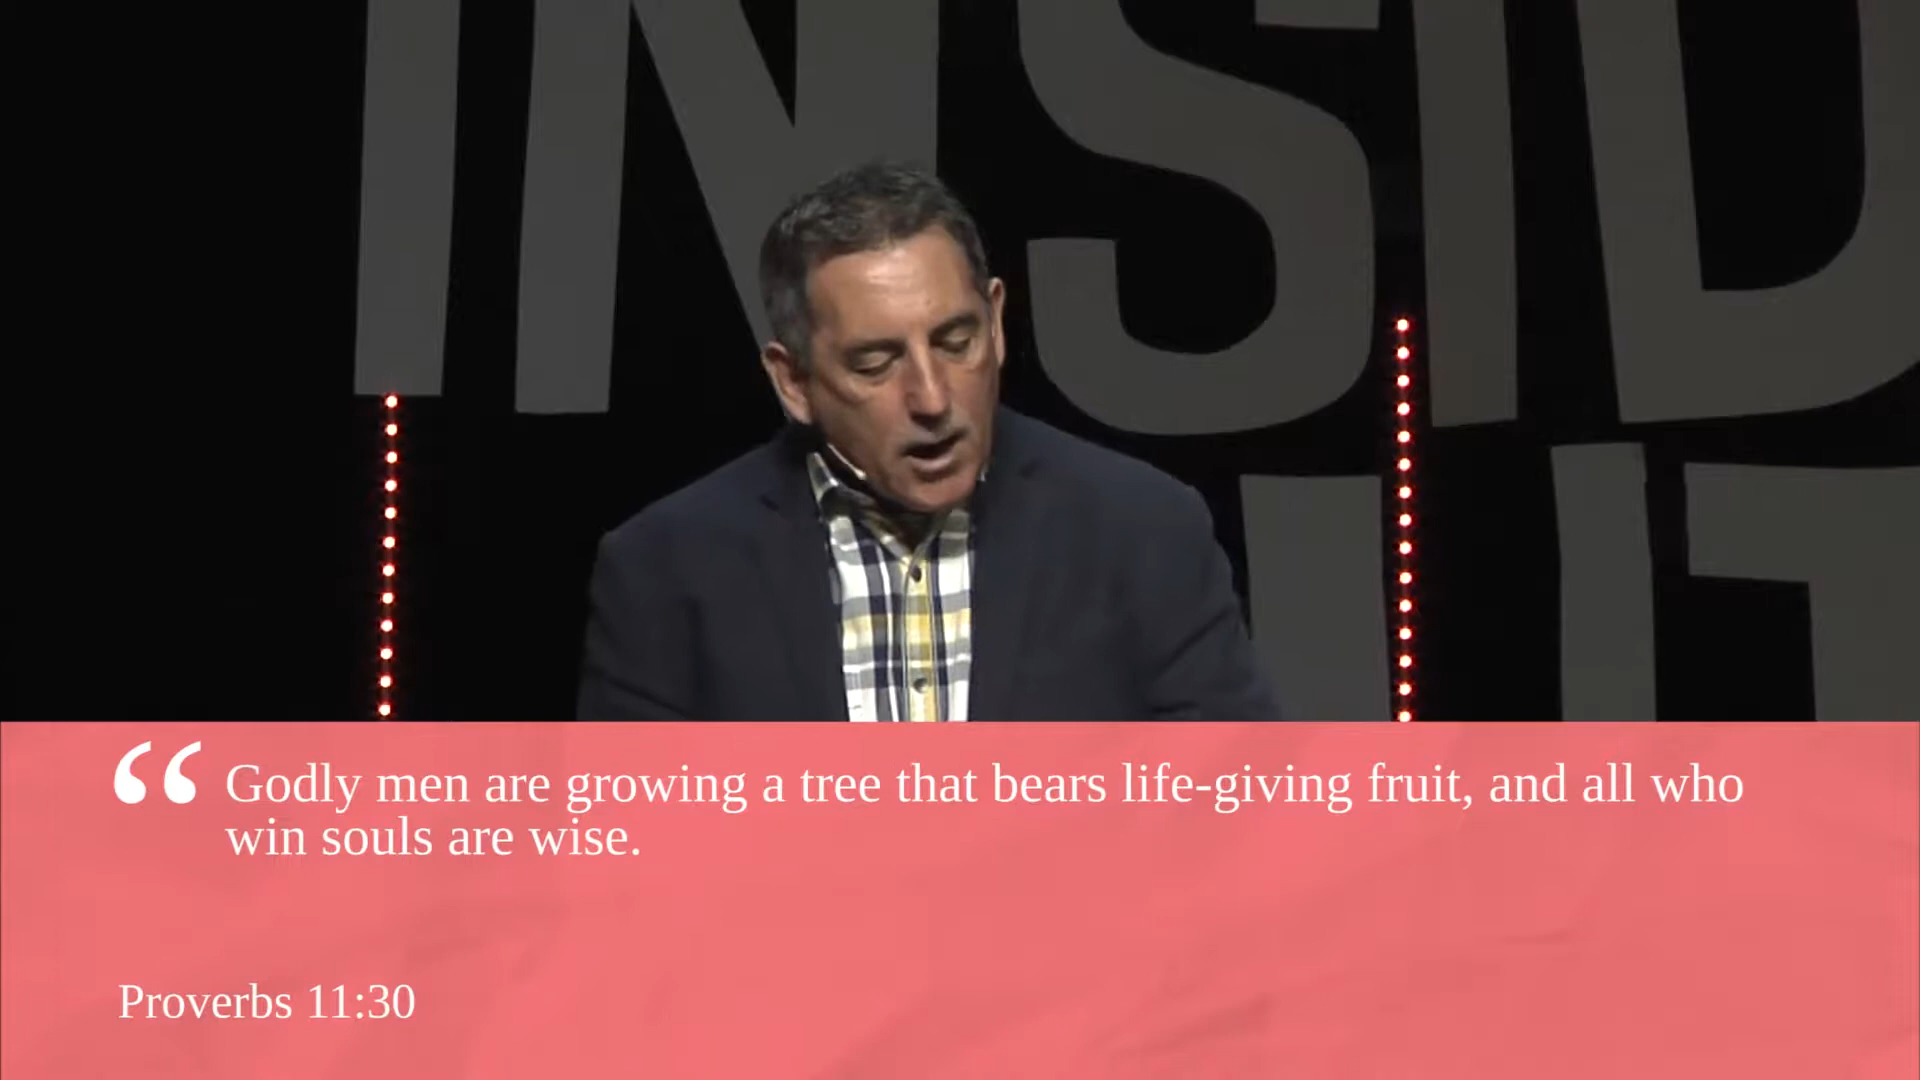 INSID
“Godly men are growing a tree that bears life-giving fruit, and all who
win souls are wise.
Proverbs 11:30